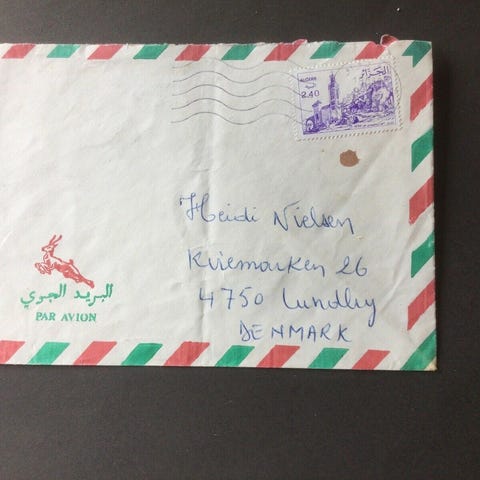 ALGERIE
الجزائر
2.40
Heidi Nielsen
Kviemarken 26
4750 Lundby
DENMARK
البريد الجوي
PAR AVION